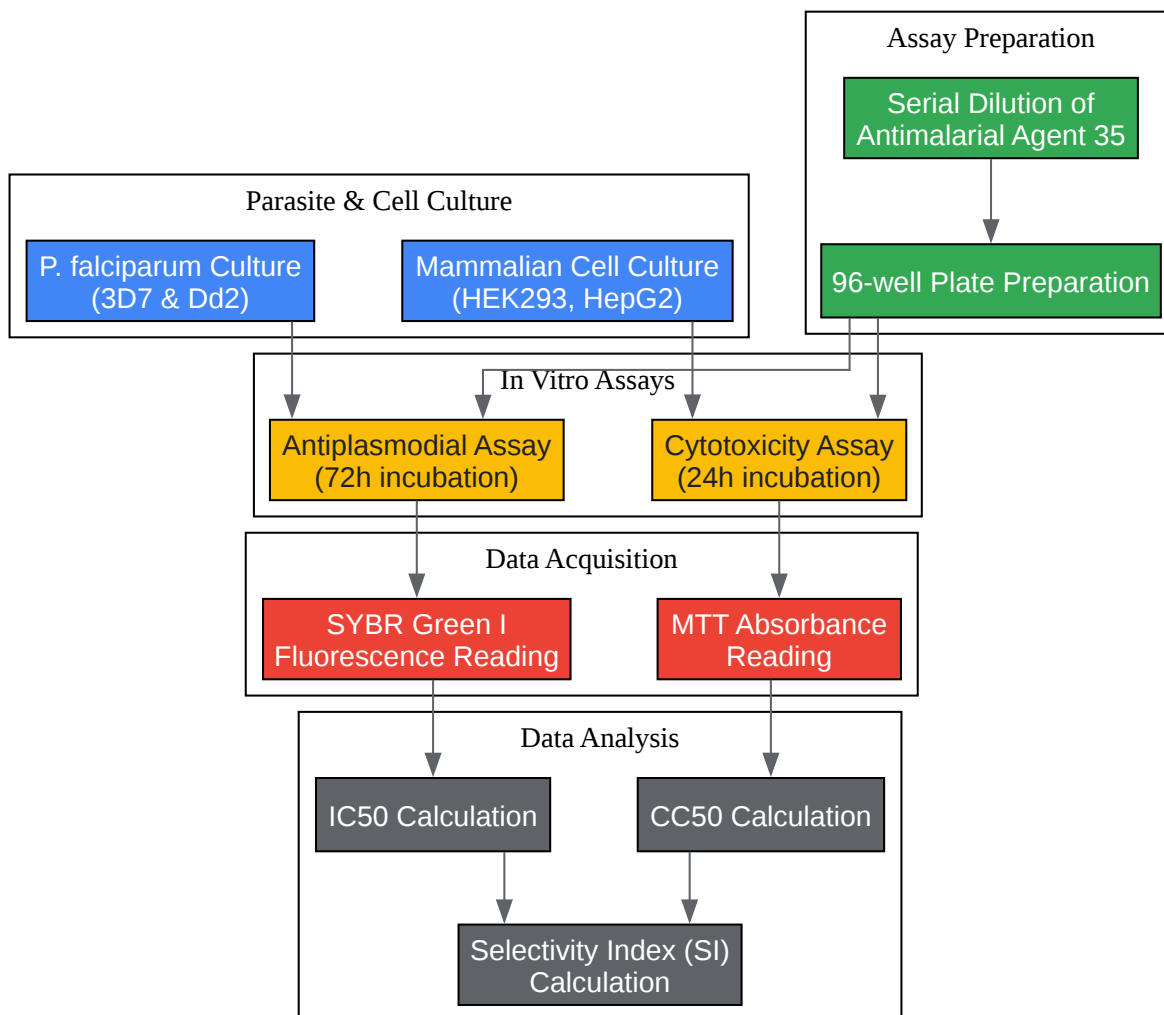 Assay Preparation
Serial Dilution of
Antimalarial Agent 35
96-well Plate Preparation
Parasite & Cell Culture
P. falciparum Culture
(3D7 & Dd2)
Mammalian Cell Culture
(HEK293, HepG2)
In Vitro Assays
Antiplasmodial Assay
(72h incubation)
Cytotoxicity Assay
(24h incubation)
Data Acquisition
SYBR Green I
Fluorescence Reading
MTT Absorbance
Reading
Data Analysis
IC50 Calculation
CC50 Calculation
Selectivity Index (SI)
Calculation